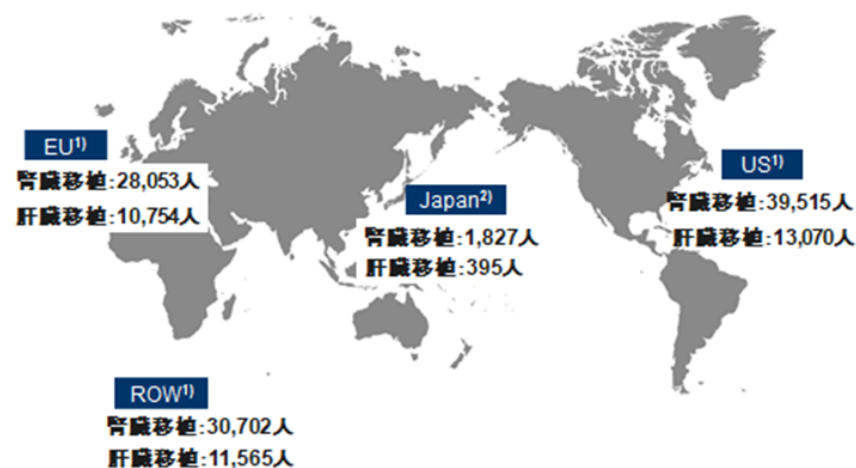 EU1)
腎臓移植:28,053人
肝臓移植:10,754人
Japan2)
腎臓移植:1,827人
肝臓移植:395人
US1)
腎臓移植:39,515人
肝臓移植:13,070人
ROW1)
腎臓移植:30,702人
肝臓移植:11,565人